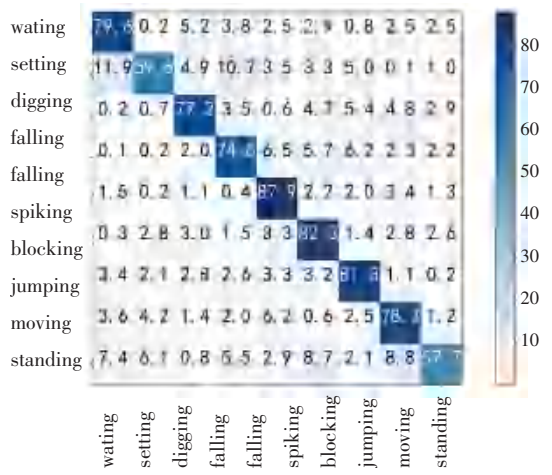 wating 79.6 0.2 5.2 3.8 2.5 2.9 0.8 2.5 2.5
setting 11.9 59.6 4.9 10.7 3.5 3.3 5.0 0.1 1.0
digging 0.2 0.7 77.2 3.5 0.6 4.7 5.4 4.8 2.9
falling 0.1 0.2 2.0 6.5 5.7 6.2 2.3 2.2
falling 1.5 0.2 1.1 0.4 87.9 2.2 2.0 3.4 1.3
spiking 0.3 2.8 3.0 1.5 3.3 82.3 1.4 2.8 2.6
blocking 3.4 2.1 2.8 2.6 3.3 3.2 81.3 1.1 0.2
jumping 3.6 4.2 1.4 2.0 6.2 0.6 2.5 78.3 1.2
moving 7.4 6.1 0.8 5.5 2.9 8.7 2.1 8.8 57.7
standing
wating
setting
digging
falling
falling
spiking
blocking
jumping
moving
standing
80
70
60
50
40
30
20
10